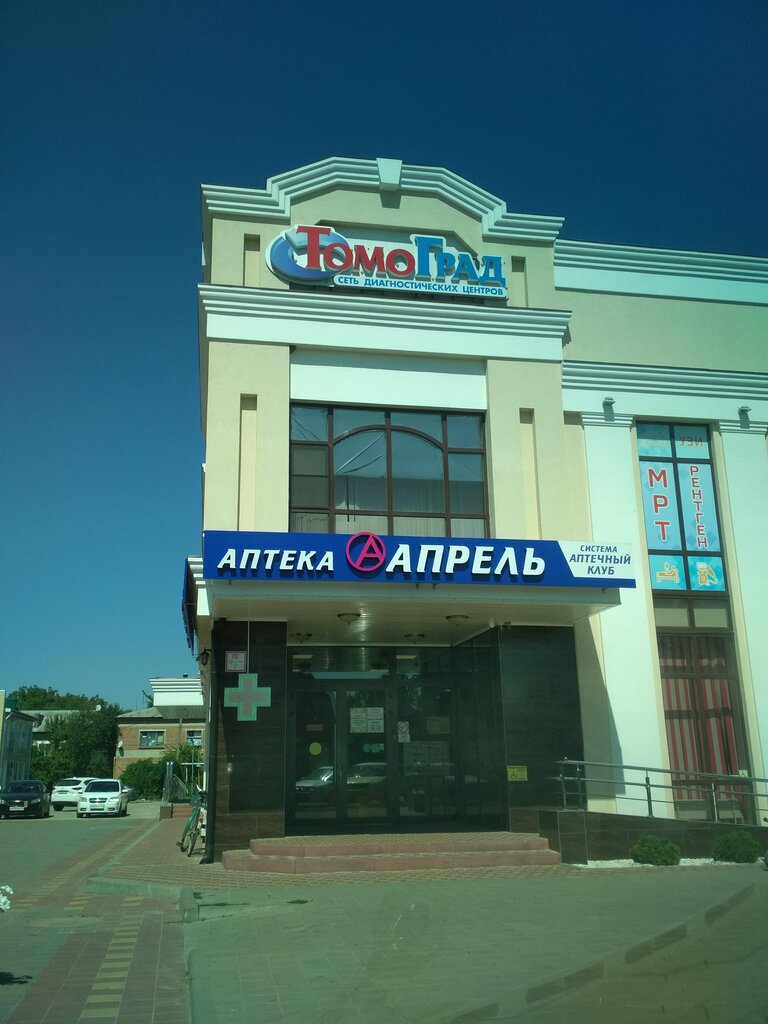 ТомоГрад
СЕТЬ ДИАГНОСТИЧЕСКИХ ЦЕНТРОВ
УЗИ
МРТ
РЕНТГЕН
АПТЕКА А АПРЕЛЬ
СИСТЕМА
АПТЕЧНЫЙ
КЛУБ